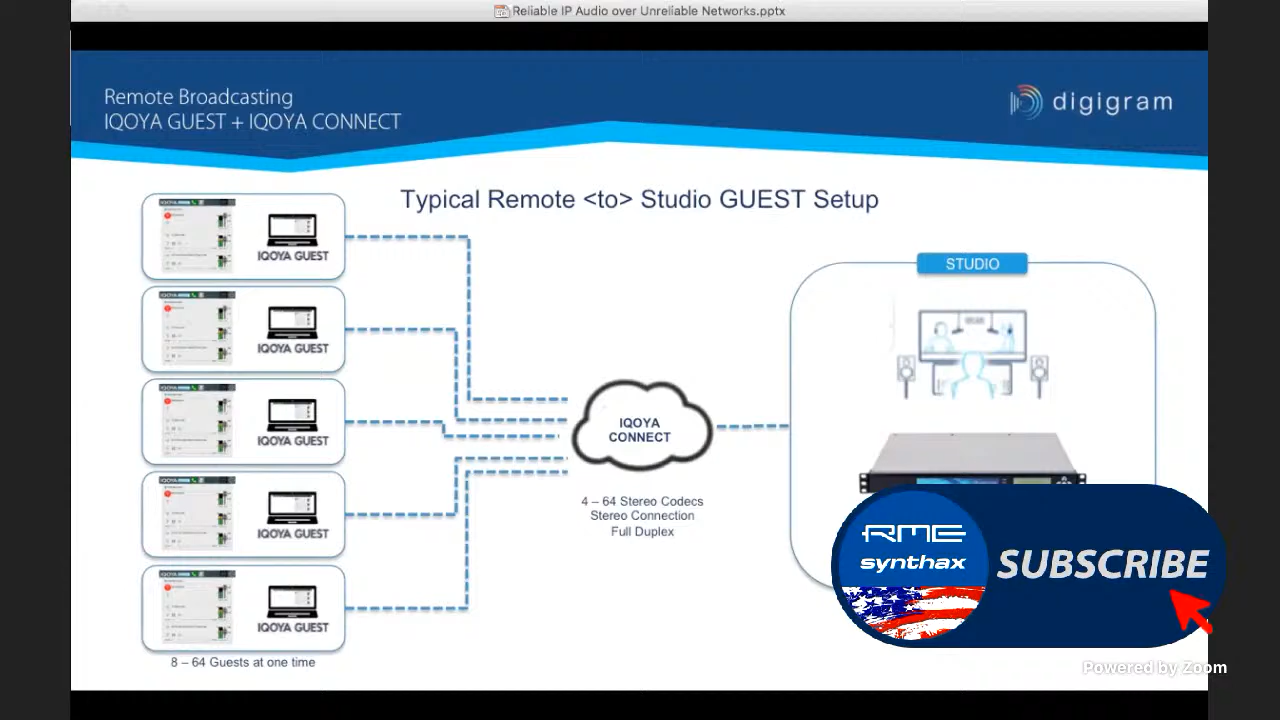 Reliable IP Audio over Unreliable Networks.pptx
Remote Broadcasting
IQOYA GUEST + IQOYA CONNECT
digigram
Typical Remote <to> Studio GUEST Setup
IQOYA GUEST
IQOYA GUEST
IQOYA GUEST
IQOYA GUEST
IQOYA GUEST
8 – 64 Guests at one time
IQOYA
CONNECT
4 – 64 Stereo Codecs
Stereo Connection
Full Duplex
STUDIO
RME
synthax
SUBSCRIBE
Powered by Zoom